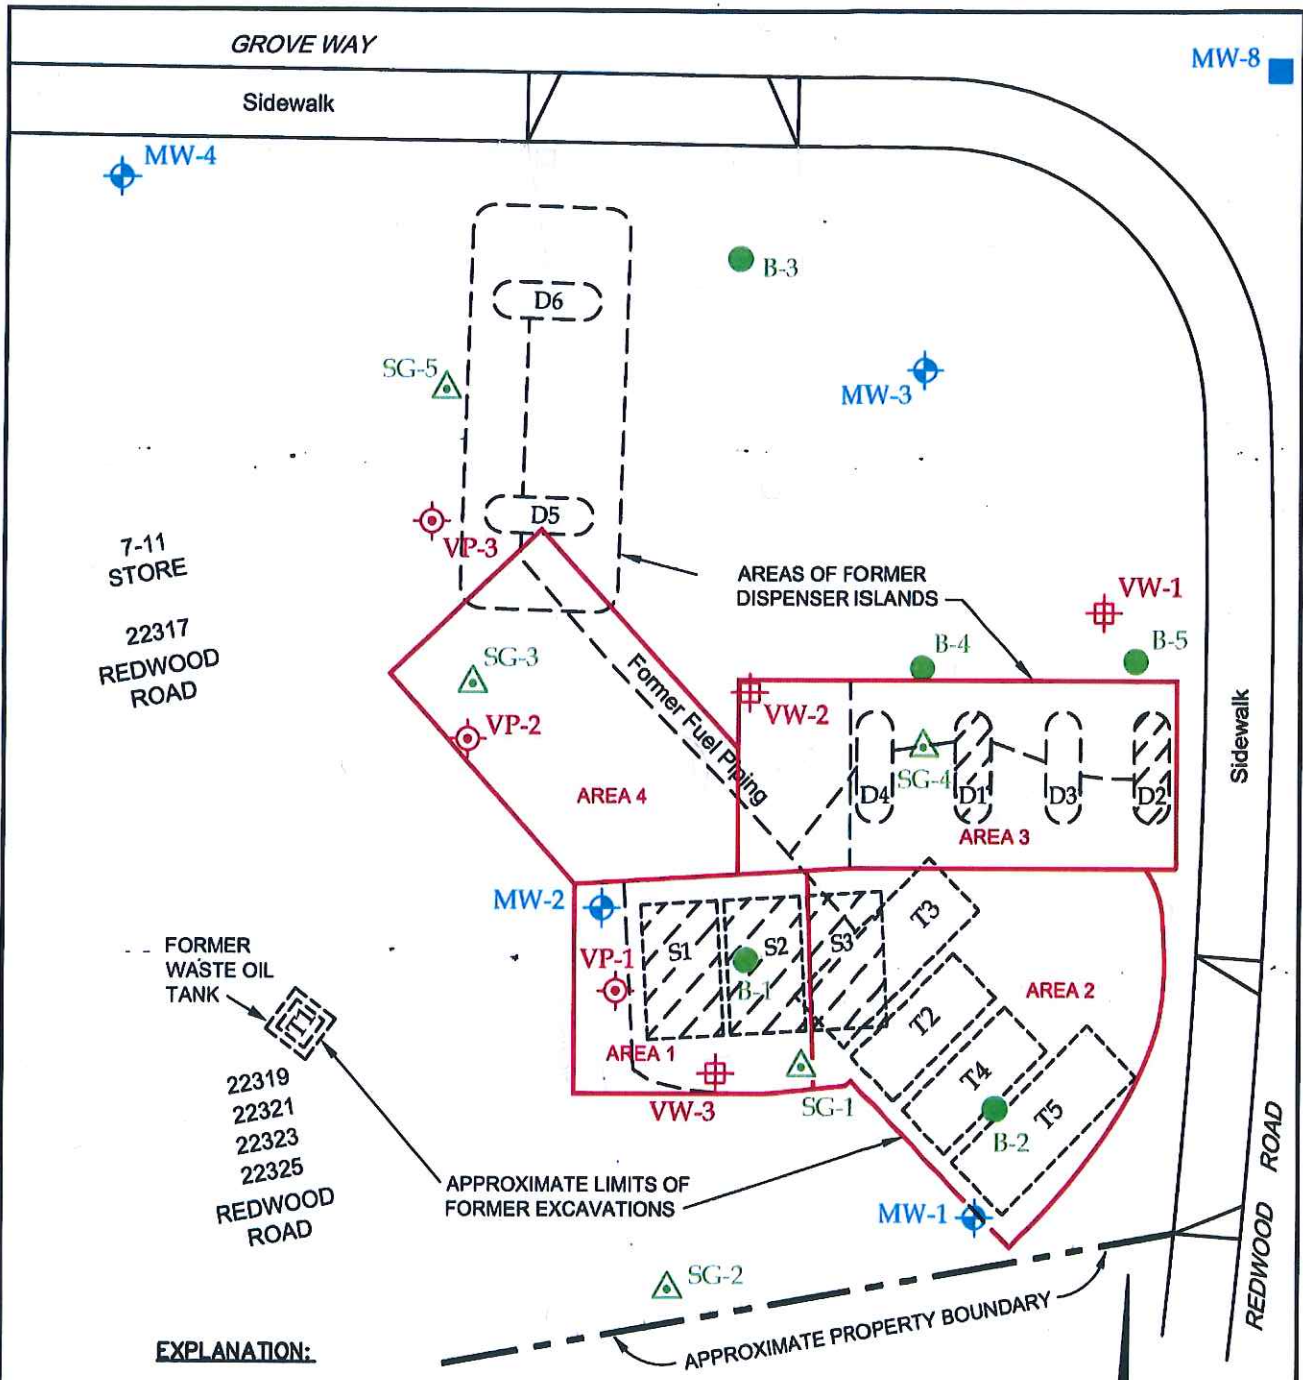 GROVE WAY
MW-8
Sidewalk
MW-4
B-3
D6
SG-5
MW-3
D5
VP-3
7-11
STORE
22317
REDWOOD
ROAD
AREAS OF FORMER
DISPENSER ISLANDS
VW-1
B-4
B-5
SG-3
Former Fuel Piping
VP-2
VW-2
Sidewalk
SG-4
D4
D1
D3
D2
AREA 4
AREA 3
MW-2
S1
S2
S3
T3
FORMER
WASTE OIL
TANK
VP-1
B-1
T2
AREA 2
T1
AREA 1
T4
22319
22321
22323
22325
REDWOOD
ROAD
VW-3
SG-1
B-2
T5
APPROXIMATE LIMITS OF
FORMER EXCAVATIONS
MW-1
REDWOOD ROAD
SG-2
APPROXIMATE PROPERTY BOUNDARY
EXPLANATION: